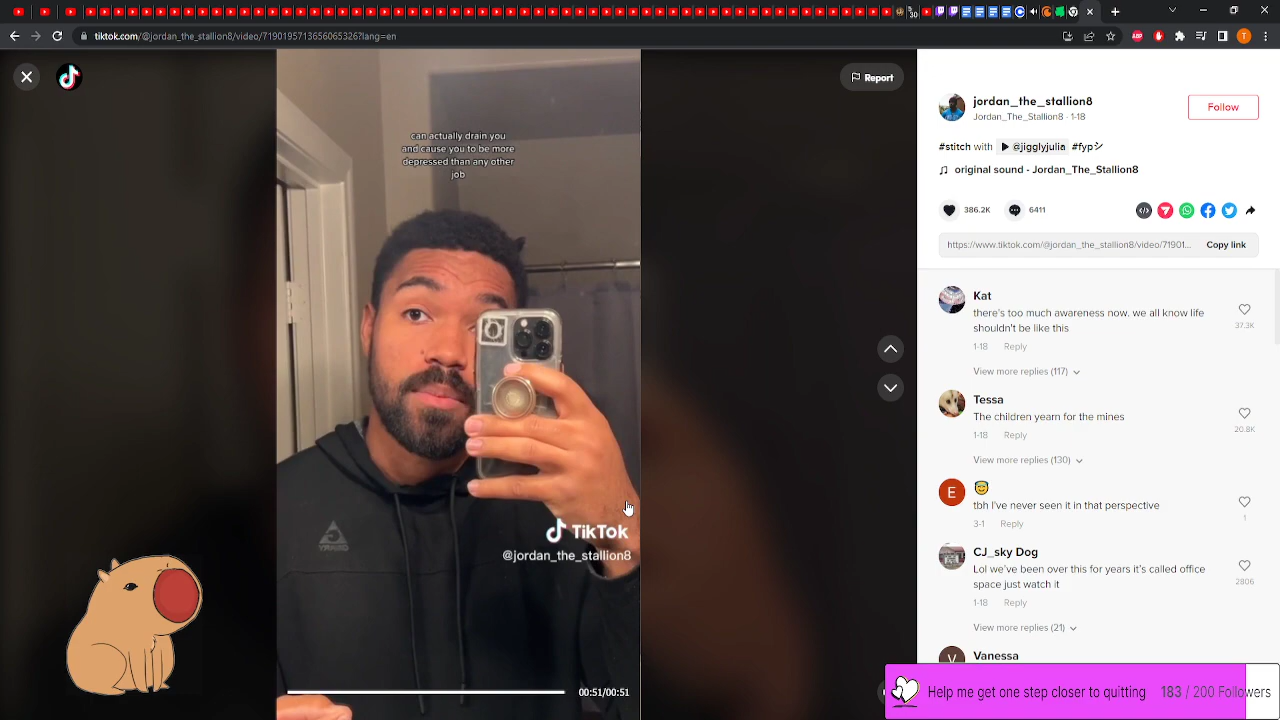 tiktok.com/@jordan_the_stallion8/video/7190195713656065326?lang=en
Report
can actually drain you
and cause you to be more
depressed than any other
job
TikTok
@jordan_the_stallion8
00:51/00:51
jordan_the_stallion8
Jordan_The_Stallion8 · 1-18
Follow
#stitch with ▶ @jigglyjulia #fypシ
♫ original sound - Jordan_The_Stallion8
386.2K
6411
https://www.tiktok.com/@jordan_the_stallion8/video/71901...
Copy link
Kat
there's too much awareness now. we all know life
shouldn't be like this
37.3K
1-18 Reply
View more replies (117)
Tessa
The children yearn for the mines
20.8K
1-18 Reply
View more replies (130)
E
😇
tbh I've never seen it in that perspective
1
3-1 Reply
CJ_sky Dog
Lol we've been over this for years it's called office
space just watch it
2806
1-18 Reply
View more replies (21)
V
Vanessa
Help me get one step closer to quitting 183 / 200 Followers